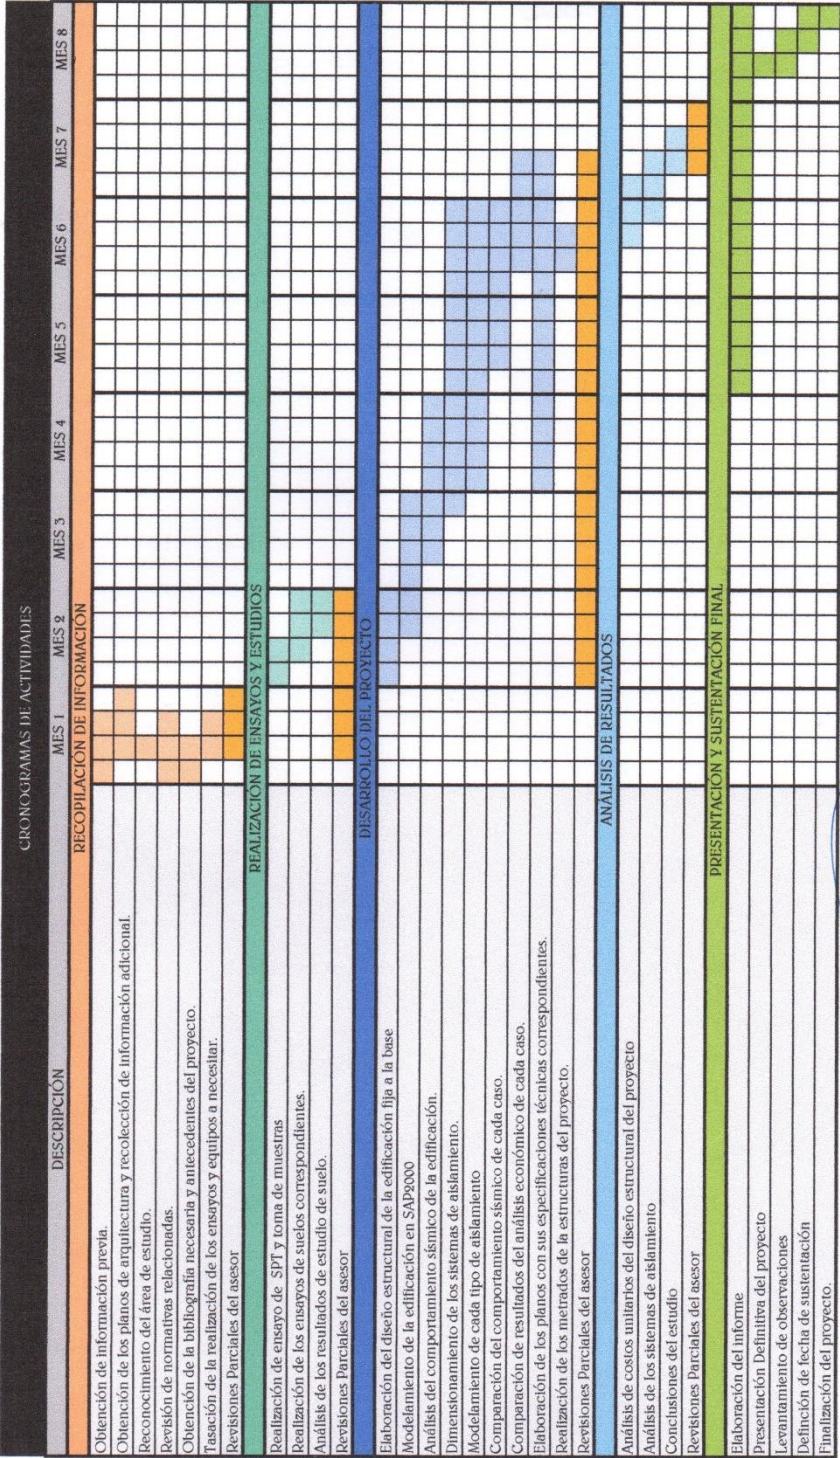 CRONOGRAMAS DE ACTIVIDADES
DESCRIPCIÓN MES 1 MES 2 MES 3 MES 4 MES 5 MES 6 MES 7 MES 8
RECOPILACIÓN DE INFORMACIÓN
Obtención de información previa.
Obtención de los planos de arquitectura y recolección de información adicional.
Reconocimiento del área de estudio.
Revisión de normativas relacionadas.
Obtención de la bibliografía necesaria y antecedentes del proyecto.
Tasación de la realización de los ensayos y equipos a necesitar.
Revisiones Parciales del asesor
REALIZACIÓN DE ENSAYOS Y ESTUDIOS
Realización de ensayo de SPT y toma de muestras
Realización de los ensayos de suelos correspondientes.
Análisis de los resultados de estudio de suelo.
Revisiones Parciales del asesor
DESARROLLO DEL PROYECTO
Elaboración del diseño estructural de la edificación fija a la base
Modelamiento de la edificación en SAP2000
Análisis del comportamiento sísmico de la edificación.
Dimensionamiento de los sistemas de aislamiento.
Modelamiento de cada tipo de aislamiento
Comparación del comportamiento sísmico de cada caso.
Comparación de resultados del análisis económico de cada caso.
Elaboración de los planos con sus especificaciones técnicas correspondientes.
Realización de los metrados de la estructuras del proyecto.
Revisiones Parciales del asesor
ANÁLISIS DE RESULTADOS
Análisis de costos unitarios del diseño estructural del proyecto
Análisis de los sistemas de aislamiento
Conclusiones del estudio
Revisiones Parciales del asesor
PRESENTACIÓN Y SUSTENTACIÓN FINAL
Elaboración del informe
Presentación Definitiva del proyecto
Levantamiento de observaciones
Definción de fecha de sustentación
Finalización del proyecto.